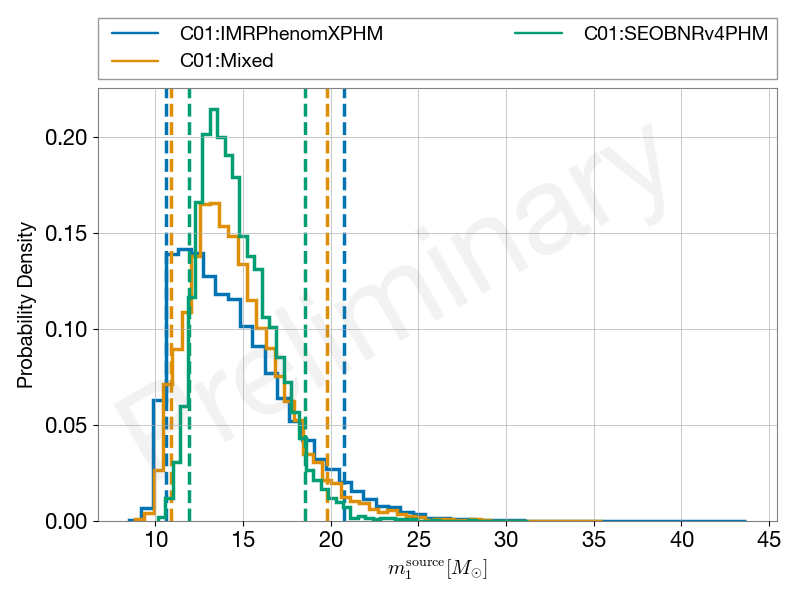 C01:IMRPhenomXPHM
C01:Mixed
C01:SEOBNRv4PHM
Preliminary
Probability Density
0.20
0.15
0.10
0.05
0.00
10 15 20 25 30 35 40 45
m₁^source [M☉]